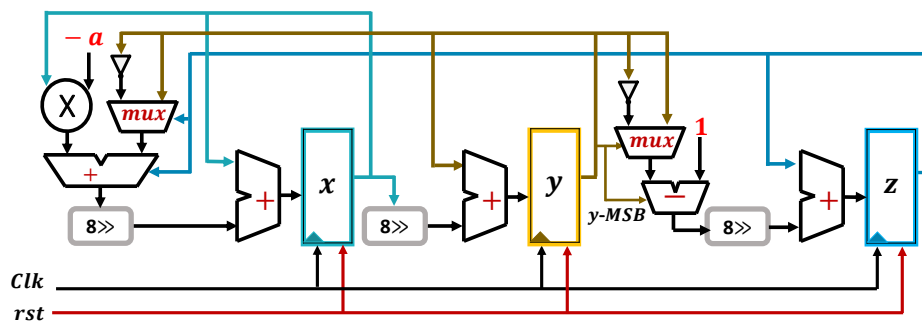 − a
X
mux
+
8≫
+
x
8≫
+
y
y-MSB
mux
1
−
8≫
+
z
Clk
rst